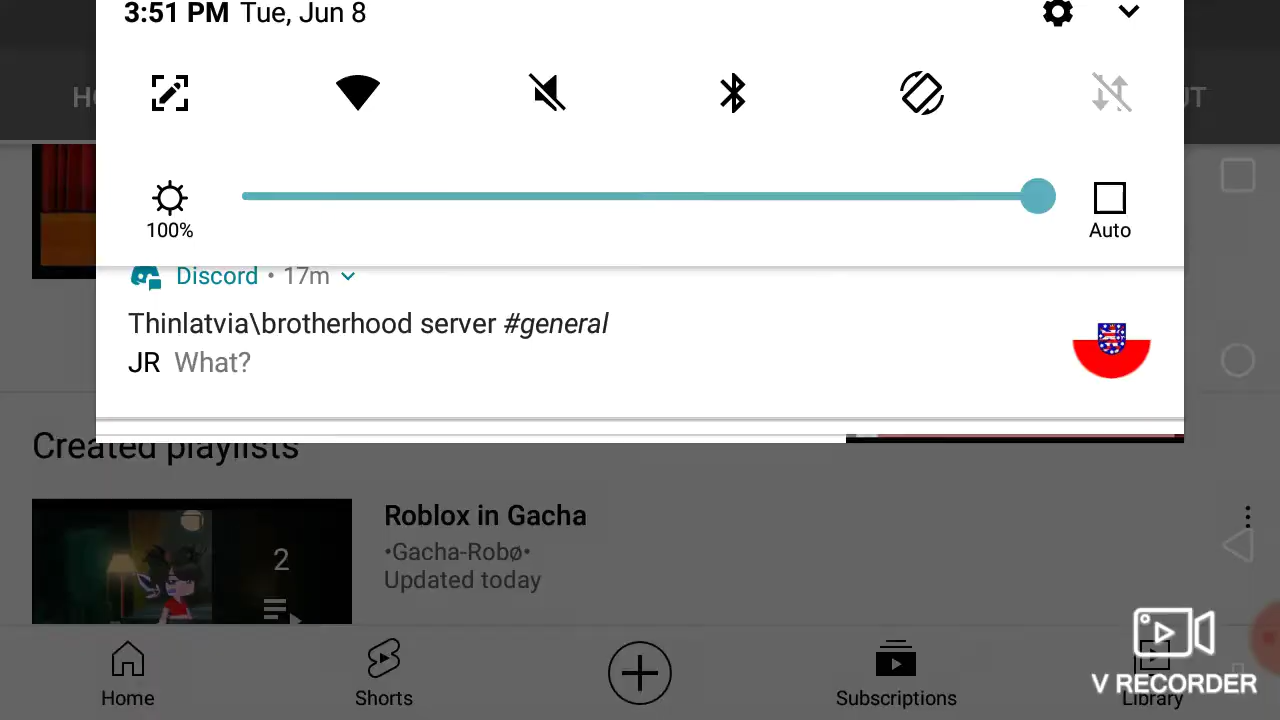 3:51 PM Tue, Jun 8
100%
Auto
Discord • 17m
Thinlatvia\brotherhood server #general
JR What?
Created playlists
2
Roblox in Gacha
•Gacha-Robø•
Updated today
Home
Shorts
Subscriptions
Library
V RECORDER